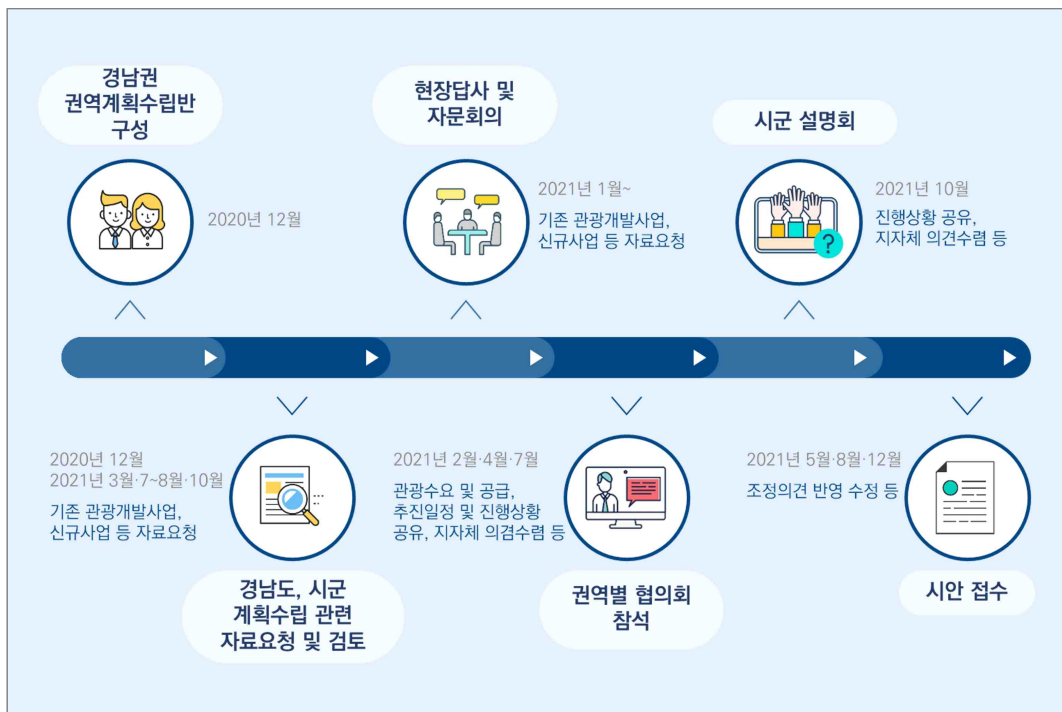 경남권
권역계획수립반
구성
2020년 12월
현장답사 및
자문회의
2021년 1월~
기존 관광개발사업,
신규사업 등 자료요청
시군 설명회
2021년 10월
진행상황 공유,
지자체 의견수렴 등
?
2020년 12월
2021년 3월·7~8월·10월
기존 관광개발사업,
신규사업 등 자료요청
경남도, 시군
계획수립 관련
자료요청 및 검토
2021년 2월·4월·7월
관광수요 및 공급,
추진일정 및 진행상황
공유, 지자체 의겸수렴 등
권역별 협의회
참석
2021년 5월·8월·12월
조정의견 반영 수정 등
시안 접수